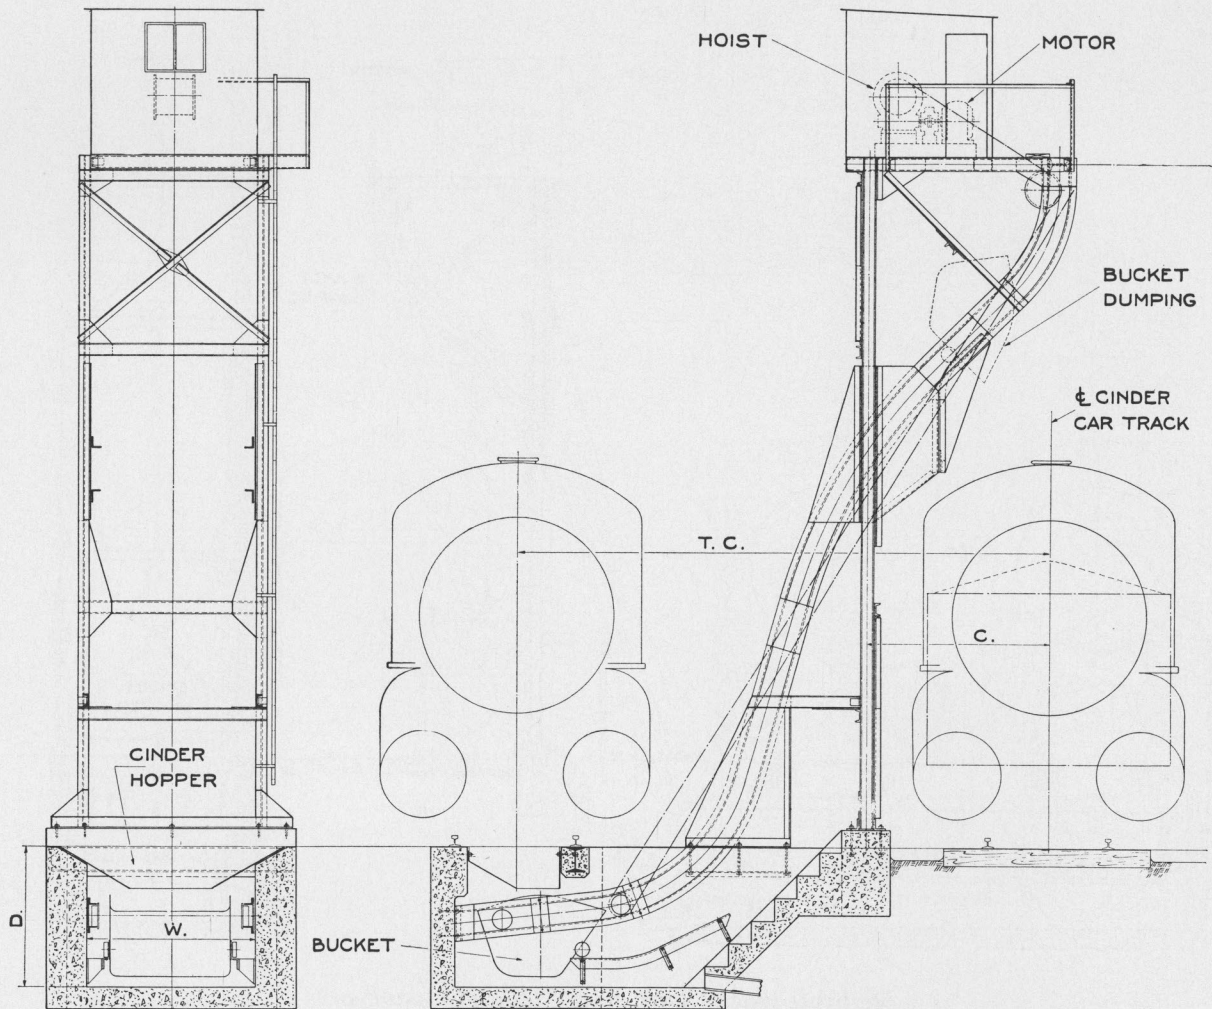 HOIST
MOTOR
BUCKET
DUMPING
℄ CINDER
CAR TRACK
T. C.
C.
CINDER
HOPPER
D
W.
BUCKET